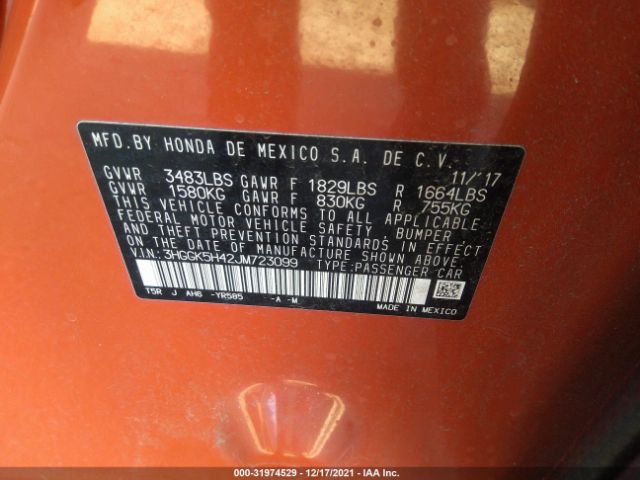 MFD.BY HONDA DE MEXICO S.A. DE C.V.
11/'17
GVWR 3483LBS GAWR F 1829LBS R 1664LBS
GVWR 1580KG GAWR F 830KG R 755KG
THIS VEHICLE CONFORMS TO ALL APPLICABLE
FEDERAL MOTOR VEHICLE SAFETY, BUMPER,
AND THEFT PREVENTION STANDARDS IN EFFECT
ON THE DATE OF MANUFACTURE SHOWN ABOVE.
V.I.N: 3HGGK5H42JM723099 TYPE:PASSENGER CAR
T5R J AH6 -YR585 -A -M
MADE IN MEXICO
000-31974529 - 12/17/2021 - IAA Inc.